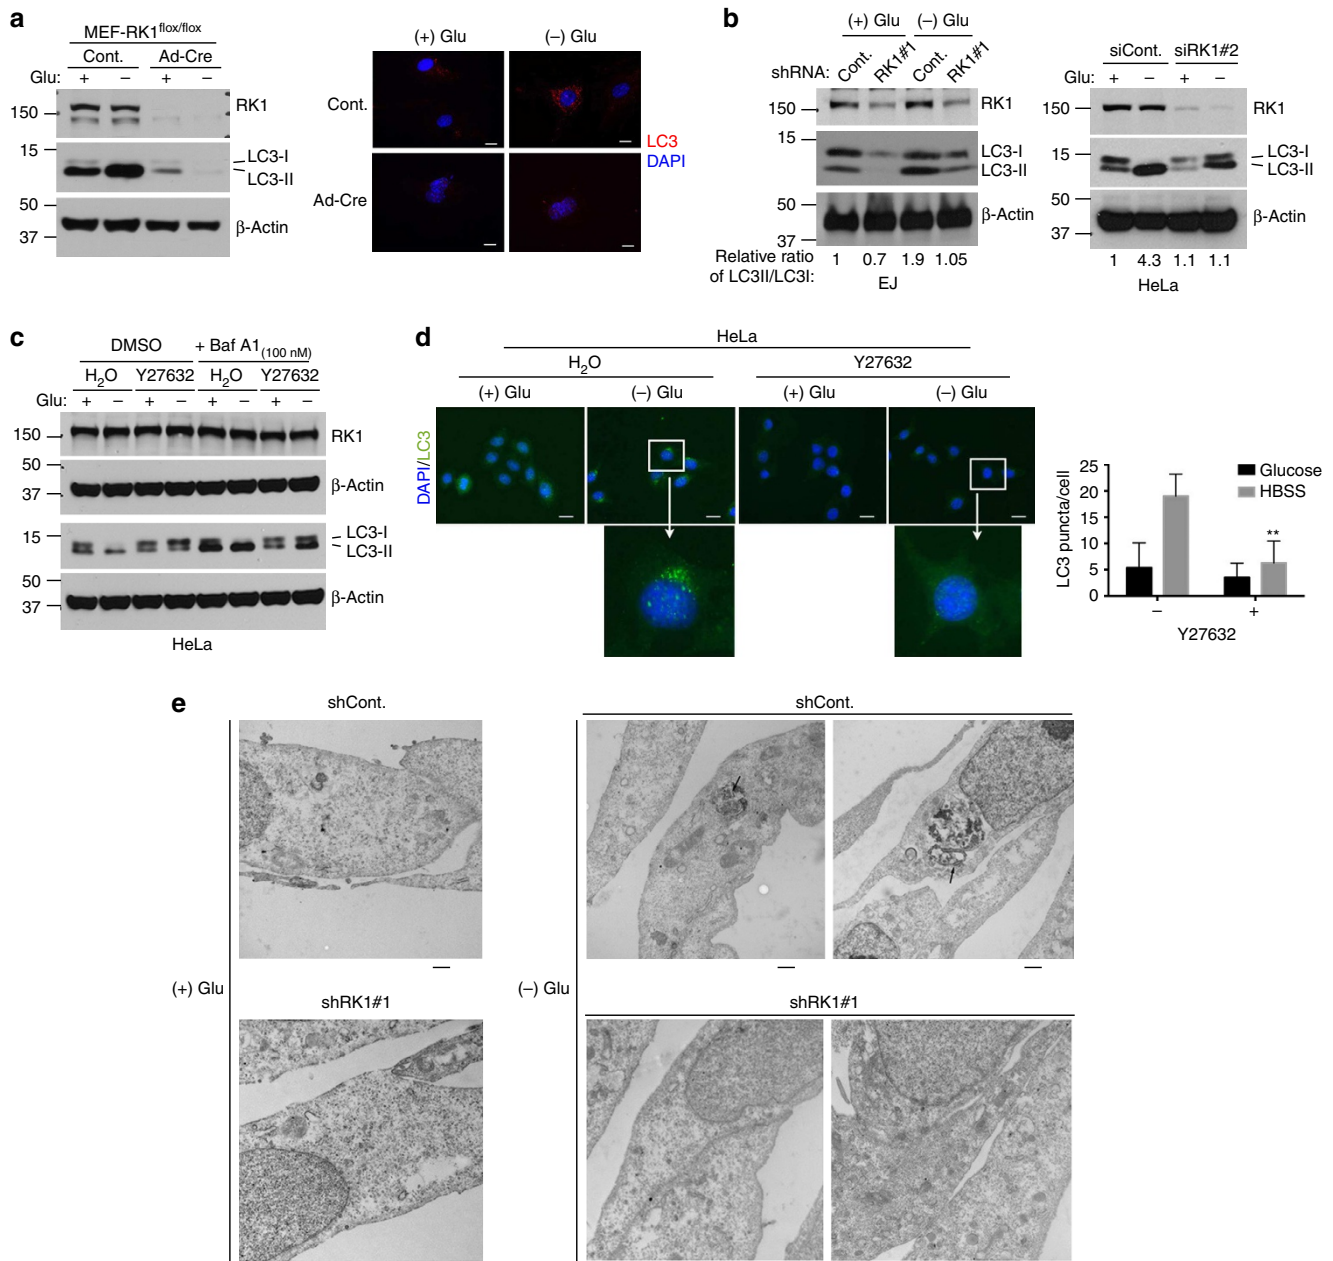 a
MEF-RK1flox/flox
Cont. Ad-Cre
Glu: + − + −
150
RK1
15
LC3-I
LC3-II
50
37
β-Actin
(+) Glu (−) Glu
Cont.
Ad-Cre
LC3
DAPI
b
(+) Glu (−) Glu
shRNA: Cont. RK1#1 Cont. RK1#1
150
RK1
15
LC3-I
LC3-II
50
37
β-Actin
Relative ratio of LC3II/LC3I: 1 0.7 1.9 1.05
EJ
siCont. siRK1#2
Glu: + − + −
150
RK1
15
LC3-I
LC3-II
50
37
β-Actin
1 4.3 1.1 1.1
HeLa
c
DMSO + Baf A1(100 nM)
H2O Y27632 H2O Y27632
Glu: + − + − + − + −
150
RK1
50
37
β-Actin
15
LC3-I
LC3-II
50
37
β-Actin
HeLa
d
HeLa
H2O Y27632
(+) Glu (−) Glu (+) Glu (−) Glu
DAPI/LC3
LC3 puncta/cell
25
20
15
10
5
0
Glucose
HBSS
**
− +
Y27632
e
shCont. shCont.
(+) Glu (−) Glu
shRK1#1 shRK1#1